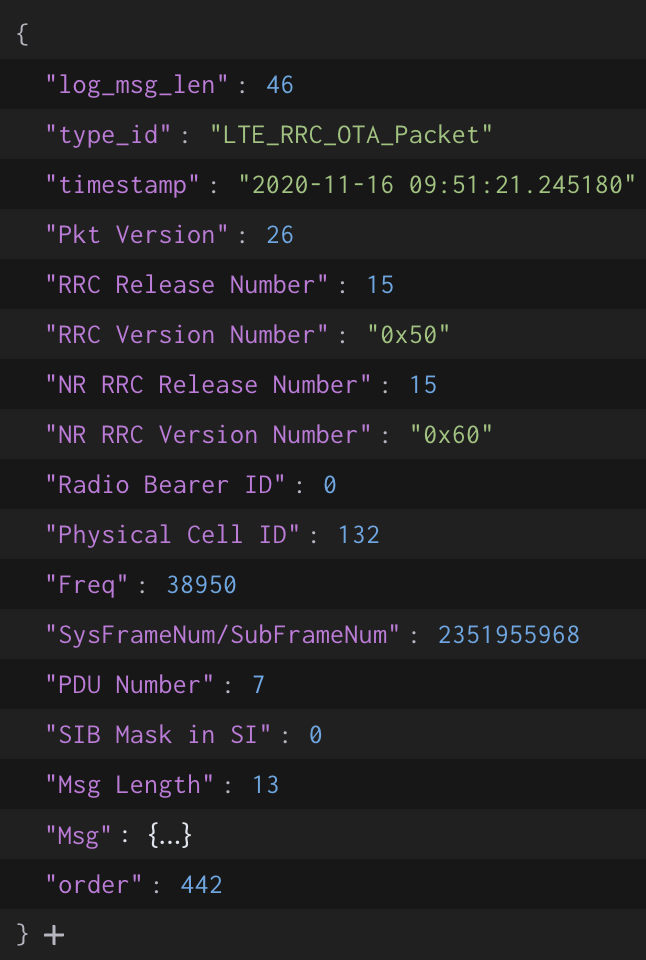 {
"log_msg_len": 46
"type_id": "LTE_RRC_OTA_Packet"
"timestamp": "2020-11-16 09:51:21.245180"
"Pkt Version": 26
"RRC Release Number": 15
"RRC Version Number": "0x50"
"NR RRC Release Number": 15
"NR RRC Version Number": "0x60"
"Radio Bearer ID": 0
"Physical Cell ID": 132
"Freq": 38950
"SysFrameNum/SubFrameNum": 2351955968
"PDU Number": 7
"SIB Mask in SI": 0
"Msg Length": 13
"Msg": {...}
"order": 442
} +